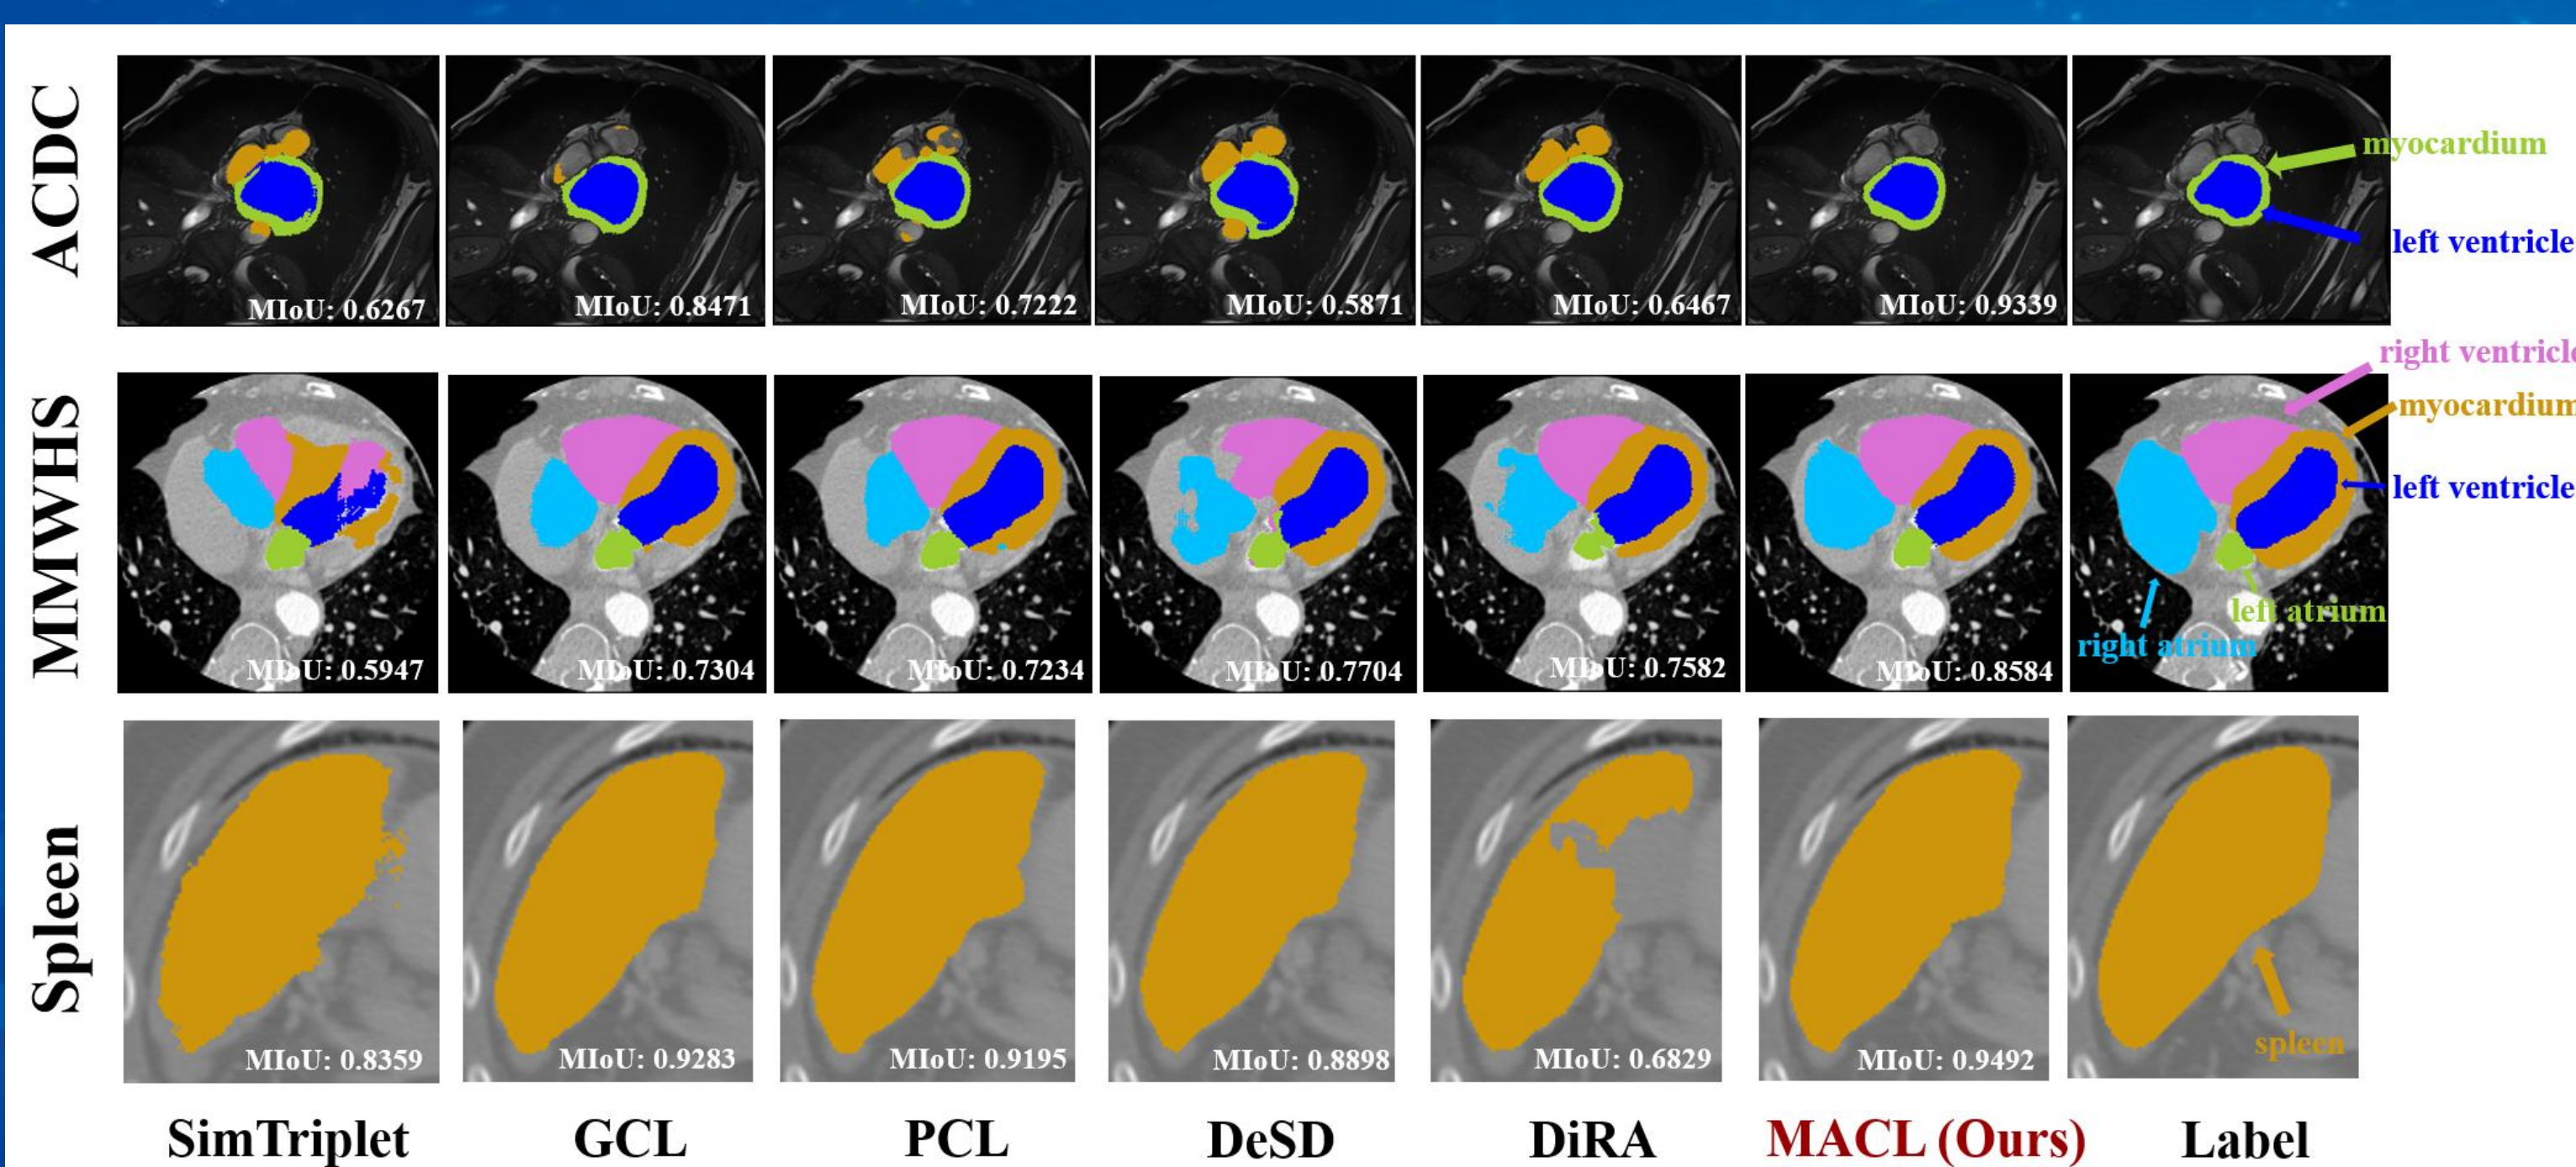 ACDC
MIoU: 0.6267
MIoU: 0.8471
MIoU: 0.7222
MIoU: 0.5871
MIoU: 0.6467
MIoU: 0.9339
myocardium
left ventricle
MMWHS
MIoU: 0.5947
MIoU: 0.7304
MIoU: 0.7234
MIoU: 0.7704
MIoU: 0.7582
MIoU: 0.8584
right ventricle
myocardium
left ventricle
left atrium
right atrium
Spleen
MIoU: 0.8359
MIoU: 0.9283
MIoU: 0.9195
MIoU: 0.8898
MIoU: 0.6829
MIoU: 0.9492
spleen
SimTriplet
GCL
PCL
DeSD
DiRA
MACL (Ours)
Label